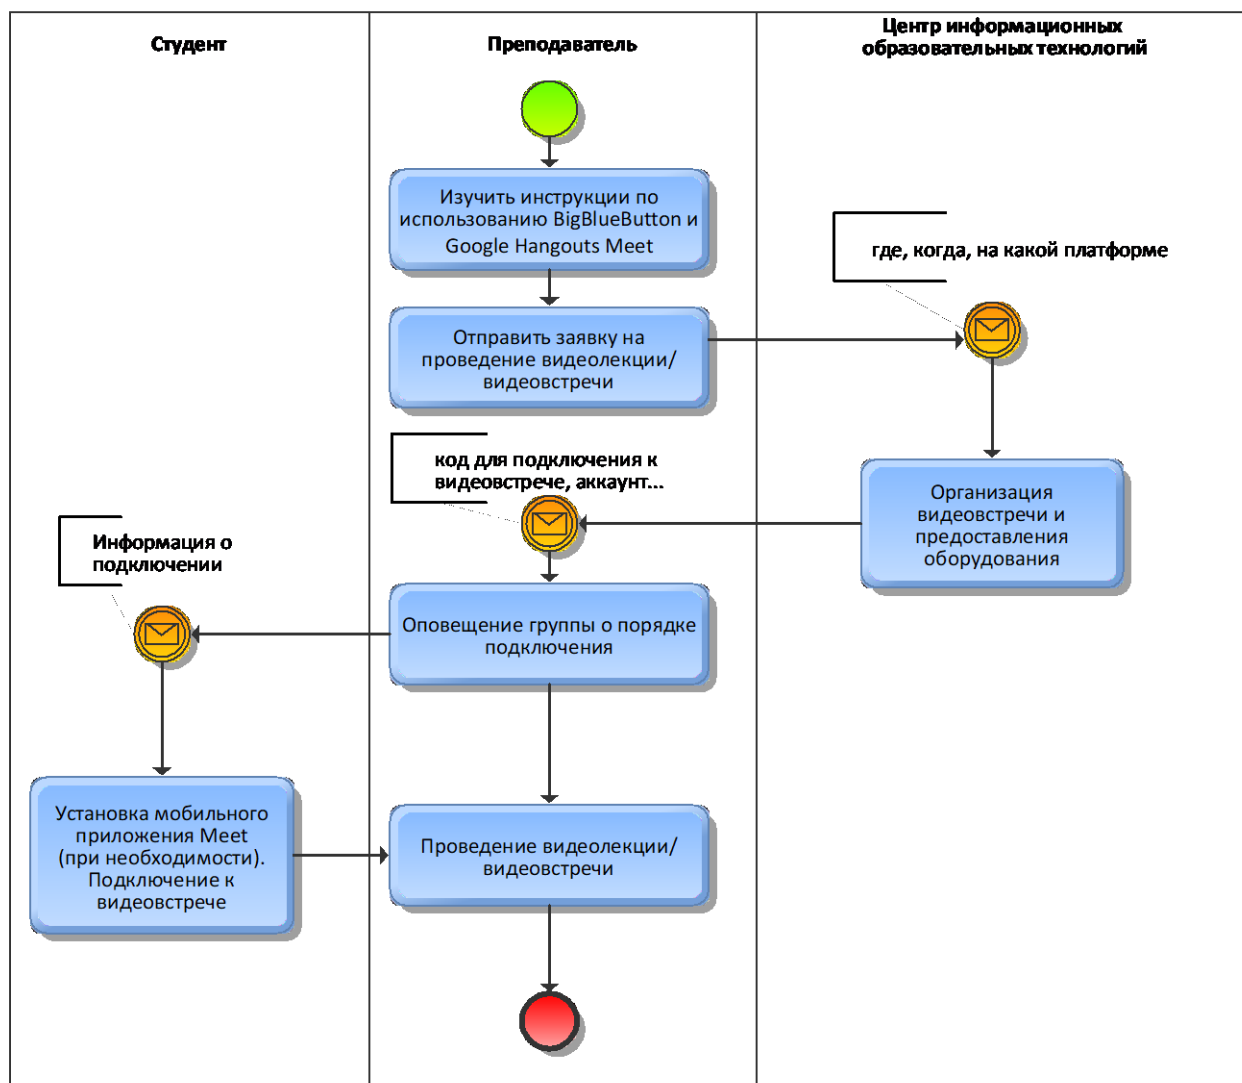 Студент
Преподаватель
Центр информационных
образовательных технологий
Изучить инструкции по
использованию BigBlueButton и
Google Hangouts Meet
где, когда, на какой платформе
Отправить заявку на
проведение видеолекции/
видеовстречи
код для подключения к
видеовстрече, аккаунт...
Организация
видеовстречи и
предоставления
оборудования
Информация о
подключении
Оповещение группы о порядке
подключения
Установка мобильного
приложения Meet
(при необходимости).
Подключение к
видеовстрече
Проведение видеолекции/
видеовстречи